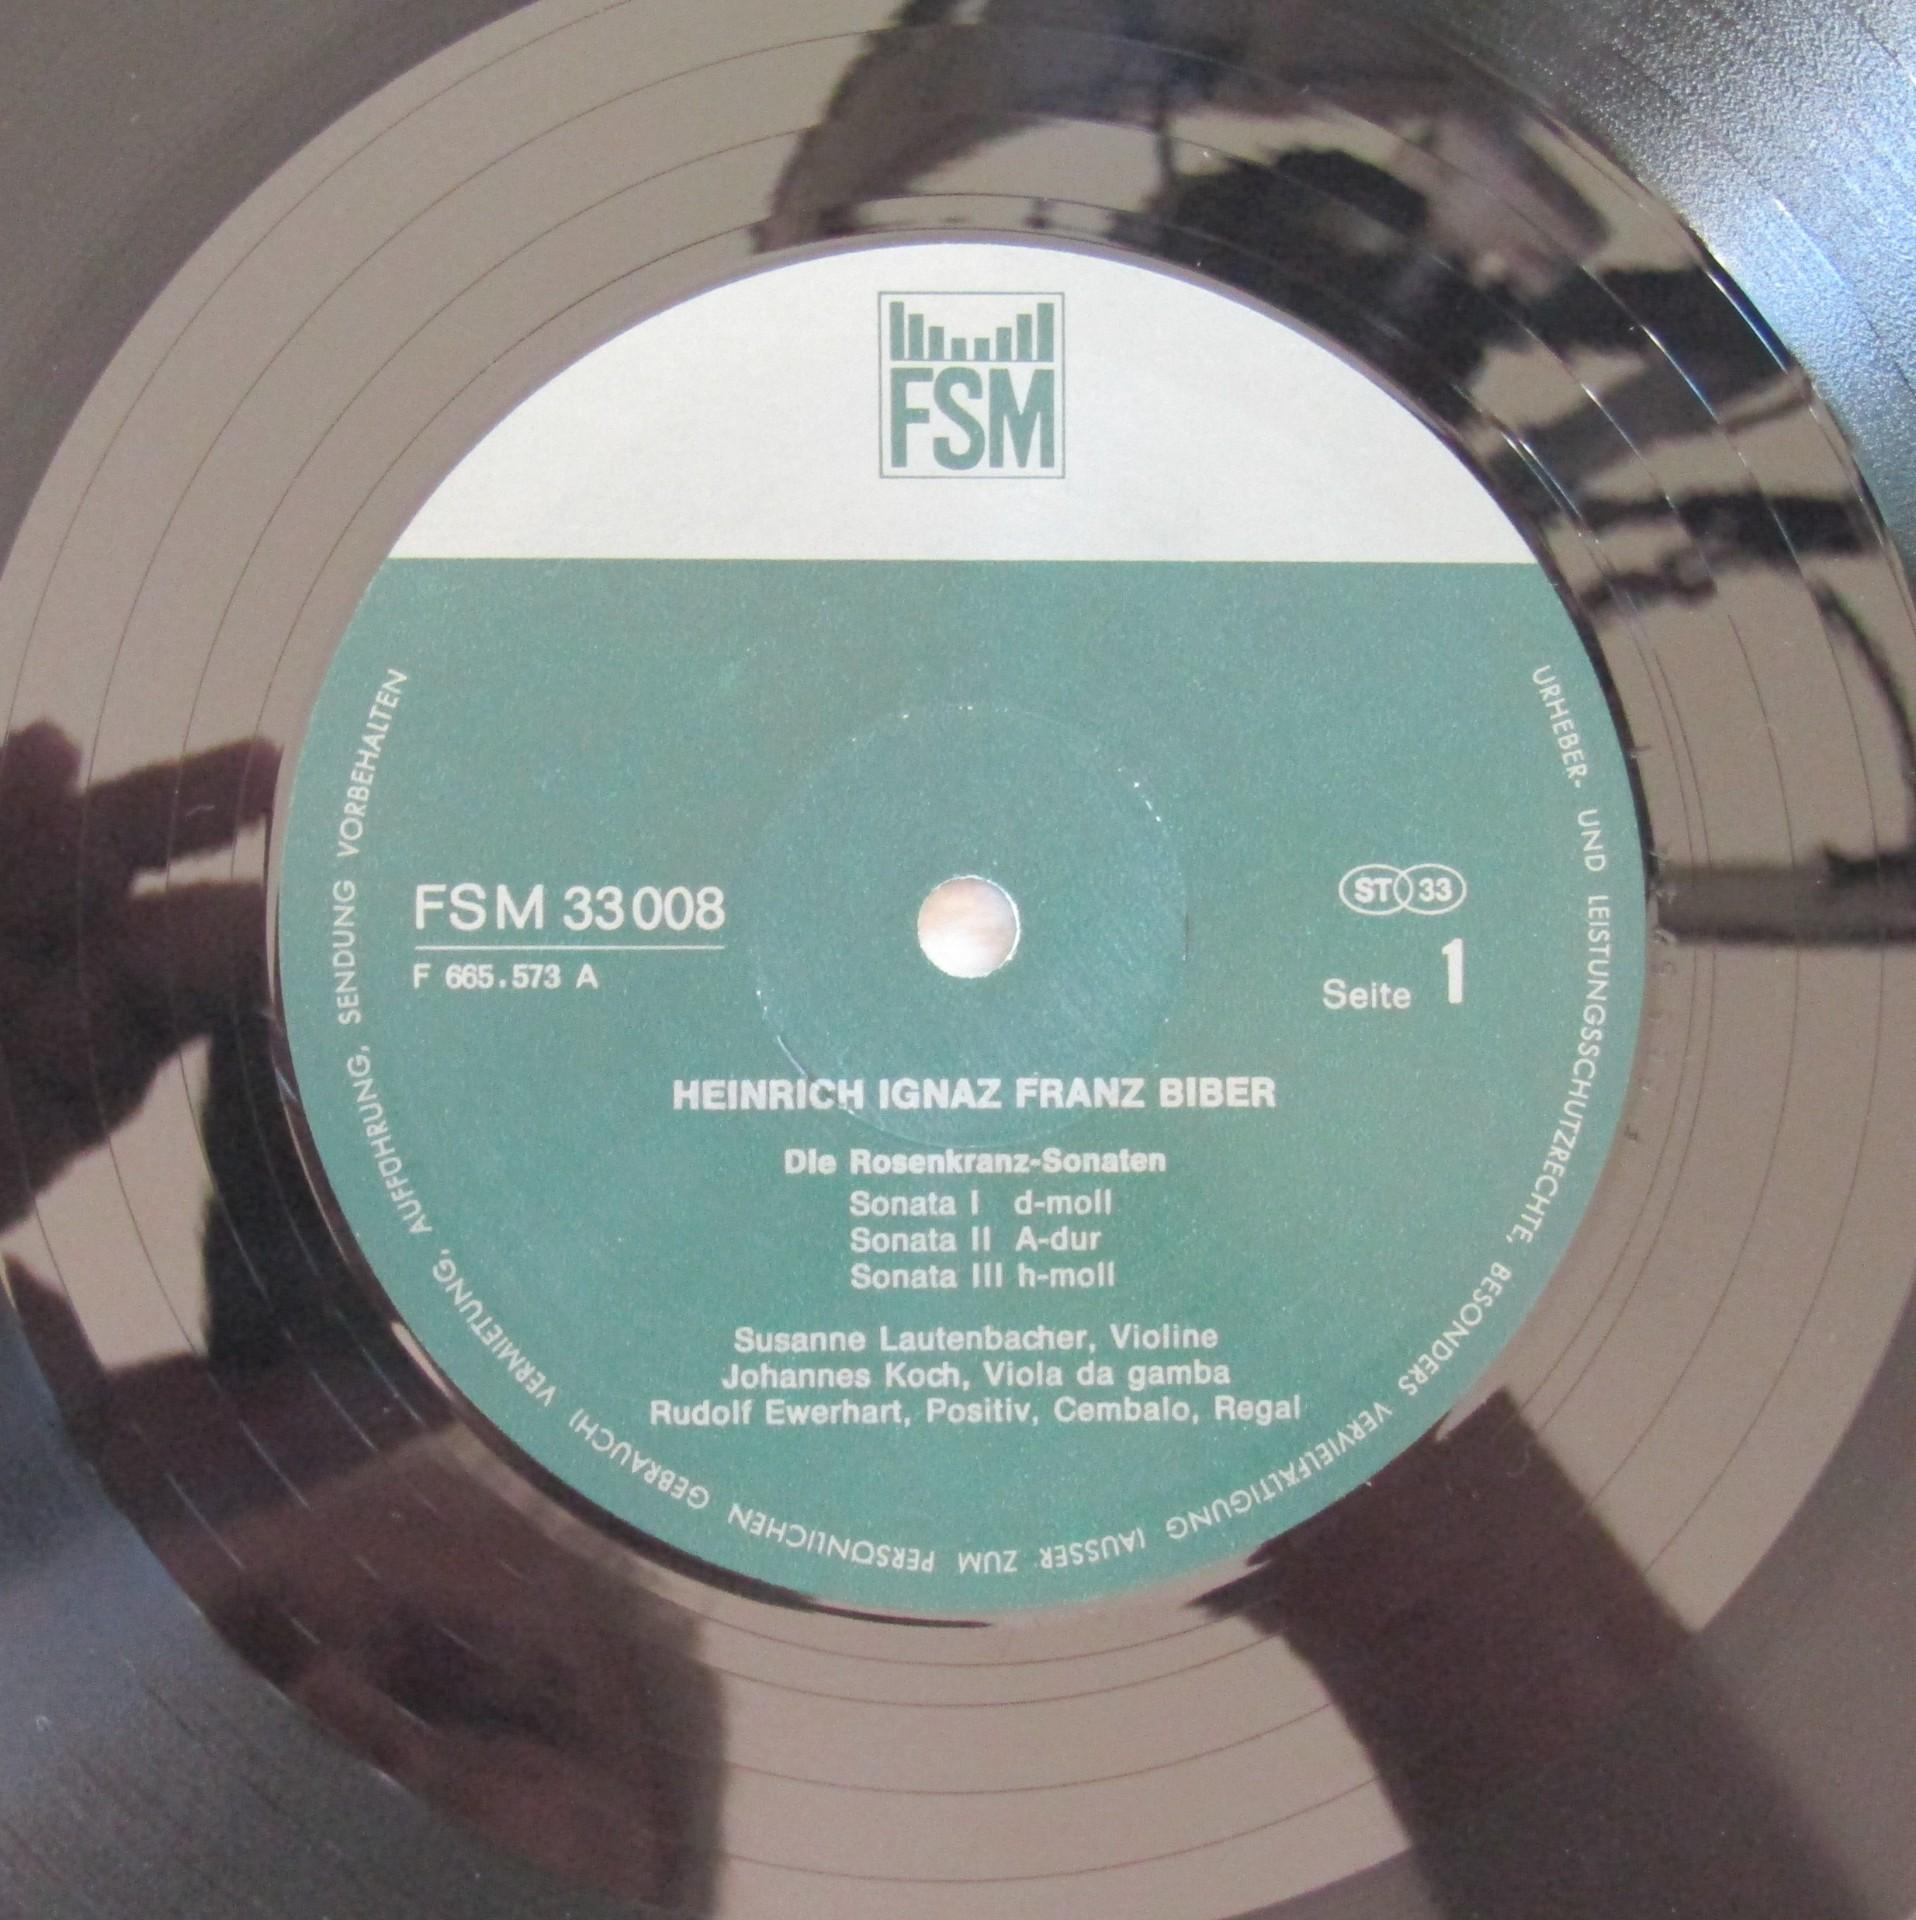 FSM
FSM 33008
F 665.573 A
ST 33
Seite 1
HEINRICH IGNAZ FRANZ BIBER
Die Rosenkranz-Sonaten
Sonata I d-moll
Sonata II A-dur
Sonata III h-moll
Susanne Lautenbacher, Violine
Johannes Koch, Viola da gamba
Rudolf Ewerhart, Positiv, Cembalo, Regal
URHEBER- UND LEISTUNGSSCHUTZRECHTE, BESONDERS VERVIELFÄLTIGUNG (AUSSER ZUM PERSÖNLICHEN GEBRAUCH) VERMIETUNG, AUFFÜHRUNG, SENDUNG VORBEHALTEN